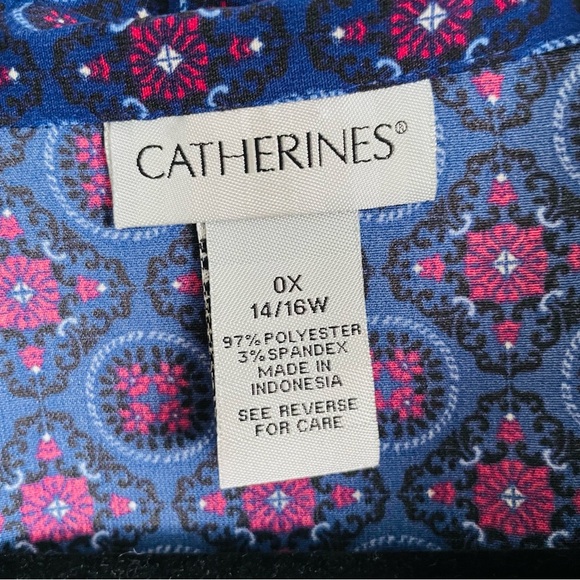 CATHERINES®
0X
14/16W
97% POLYESTER
3% SPANDEX
MADE IN
INDONESIA
SEE REVERSE
FOR CARE